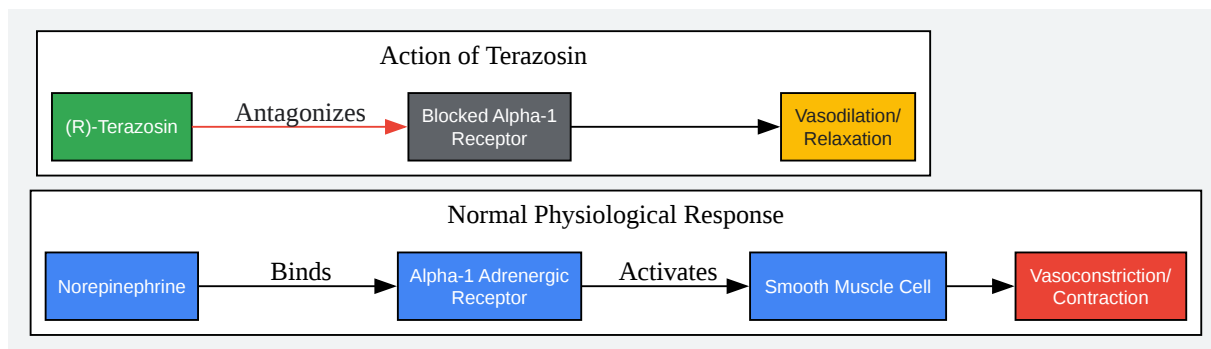 Action of Terazosin
(R)-Terazosin
Antagonizes
Blocked Alpha-1
Receptor
Vasodilation/
Relaxation
Normal Physiological Response
Norepinephrine
Binds
Alpha-1 Adrenergic
Receptor
Activates
Smooth Muscle Cell
Vasoconstriction/
Contraction